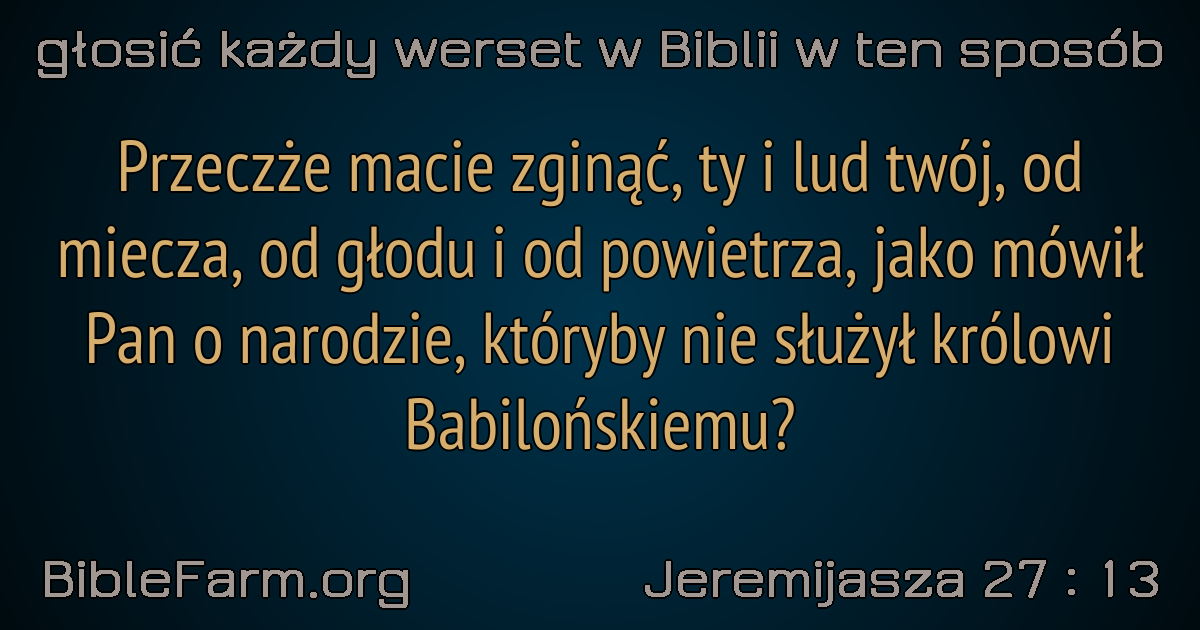 głosić każdy werset w Biblii w ten sposób
Przeczże macie zginąć, ty i lud twój, od
miecza, od głodu i od powietrza, jako mówił
Pan o narodzie, któryby nie służył królowi
Babilońskiemu?
BibleFarm.org
Jeremijasza 27 : 13